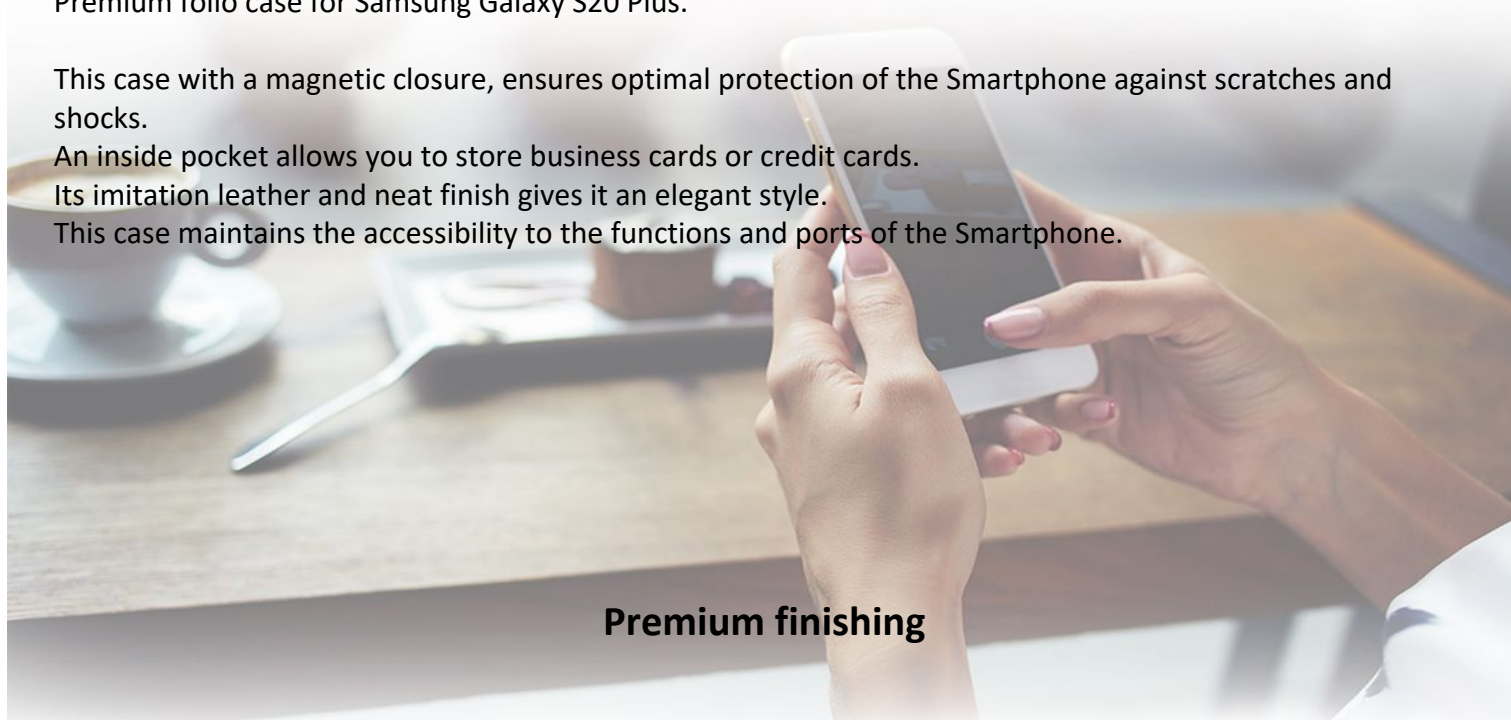 Premium folio case for Samsung Galaxy S20 Plus.
This case with a magnetic closure, ensures optimal protection of the Smartphone against scratches and
shocks.
An inside pocket allows you to store business cards or credit cards.
Its imitation leather and neat finish gives it an elegant style.
This case maintains the accessibility to the functions and ports of the Smartphone.
Premium finishing